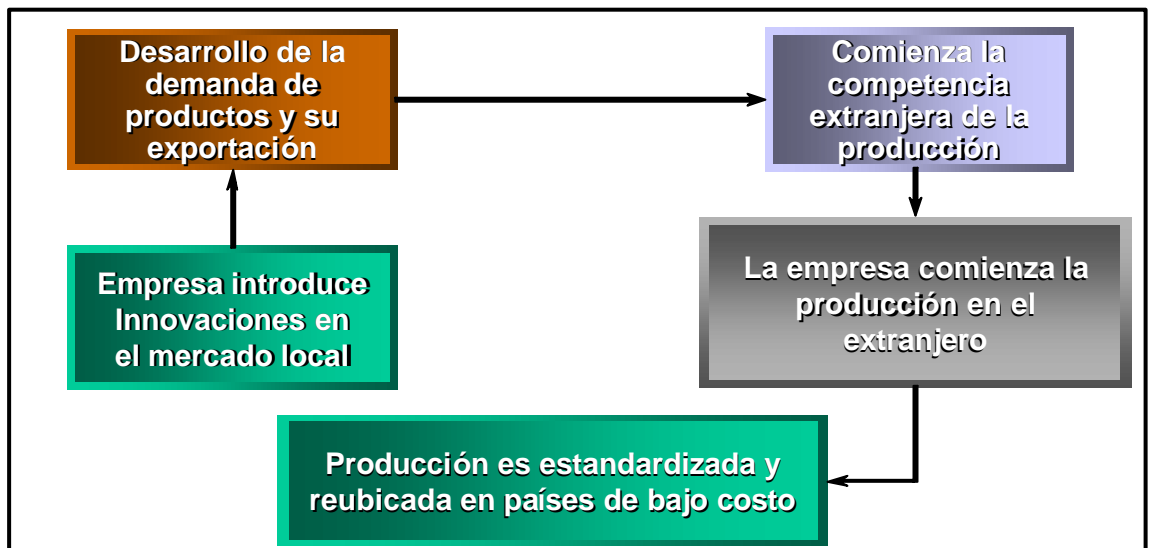 Desarrollo de la
demanda de
productos y su
exportación
Comienza la
competencia
extranjera de la
producción
Empresa introduce
Innovaciones en
el mercado local
La empresa comienza la
producción en el
extranjero
Producción es estandardizada y
reubicada en países de bajo costo